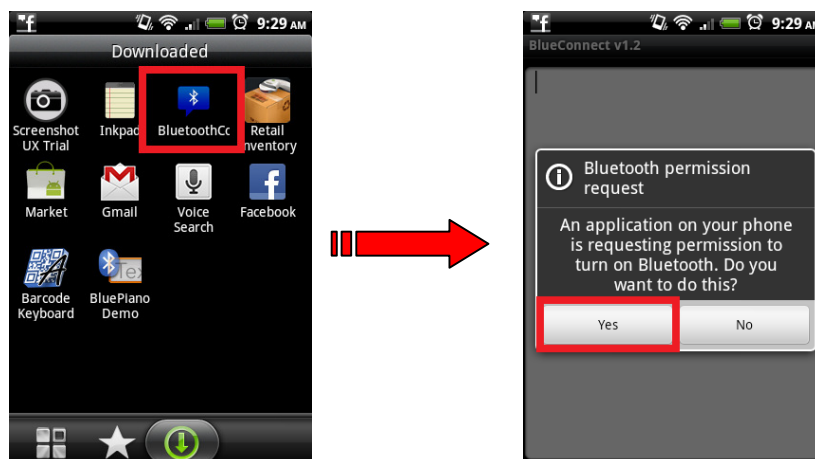 9:29 AM
Downloaded
Screenshot
UX Trial
Inkpad
BluetoothCc
Retail
Inventory
Market
Gmail
Voice
Search
Facebook
Barcode
Keyboard
BluePiano
Demo
9:29 A
BlueConnect v1.2
Bluetooth permission
request
An application on your phone
is requesting permission to
turn on Bluetooth. Do you
want to do this?
Yes
No